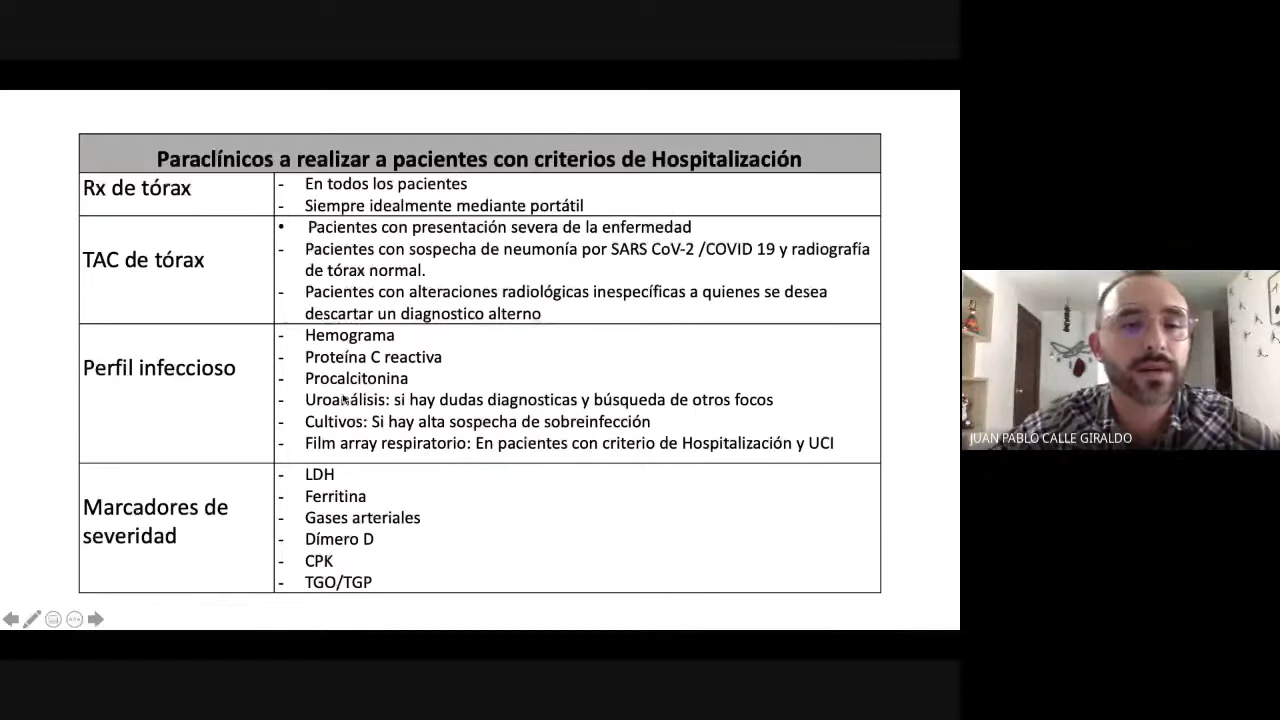 Paraclínicos a realizar a pacientes con criterios de Hospitalización
Rx de tórax
- En todos los pacientes
- Siempre idealmente mediante portátil
TAC de tórax
• Pacientes con presentación severa de la enfermedad
- Pacientes con sospecha de neumonía por SARS CoV-2 /COVID 19 y radiografía
de tórax normal.
- Pacientes con alteraciones radiológicas inespecíficas a quienes se desea
descartar un diagnostico alterno
Perfil infeccioso
- Hemograma
- Proteína C reactiva
- Procalcitonina
- Uroanálisis: si hay dudas diagnosticas y búsqueda de otros focos
- Cultivos: Si hay alta sospecha de sobreinfección
- Film array respiratorio: En pacientes con criterio de Hospitalización y UCI
Marcadores de
severidad
- LDH
- Ferritina
- Gases arteriales
- Dímero D
- CPK
- TGO/TGP
JUAN PABLO CALLE GIRALDO